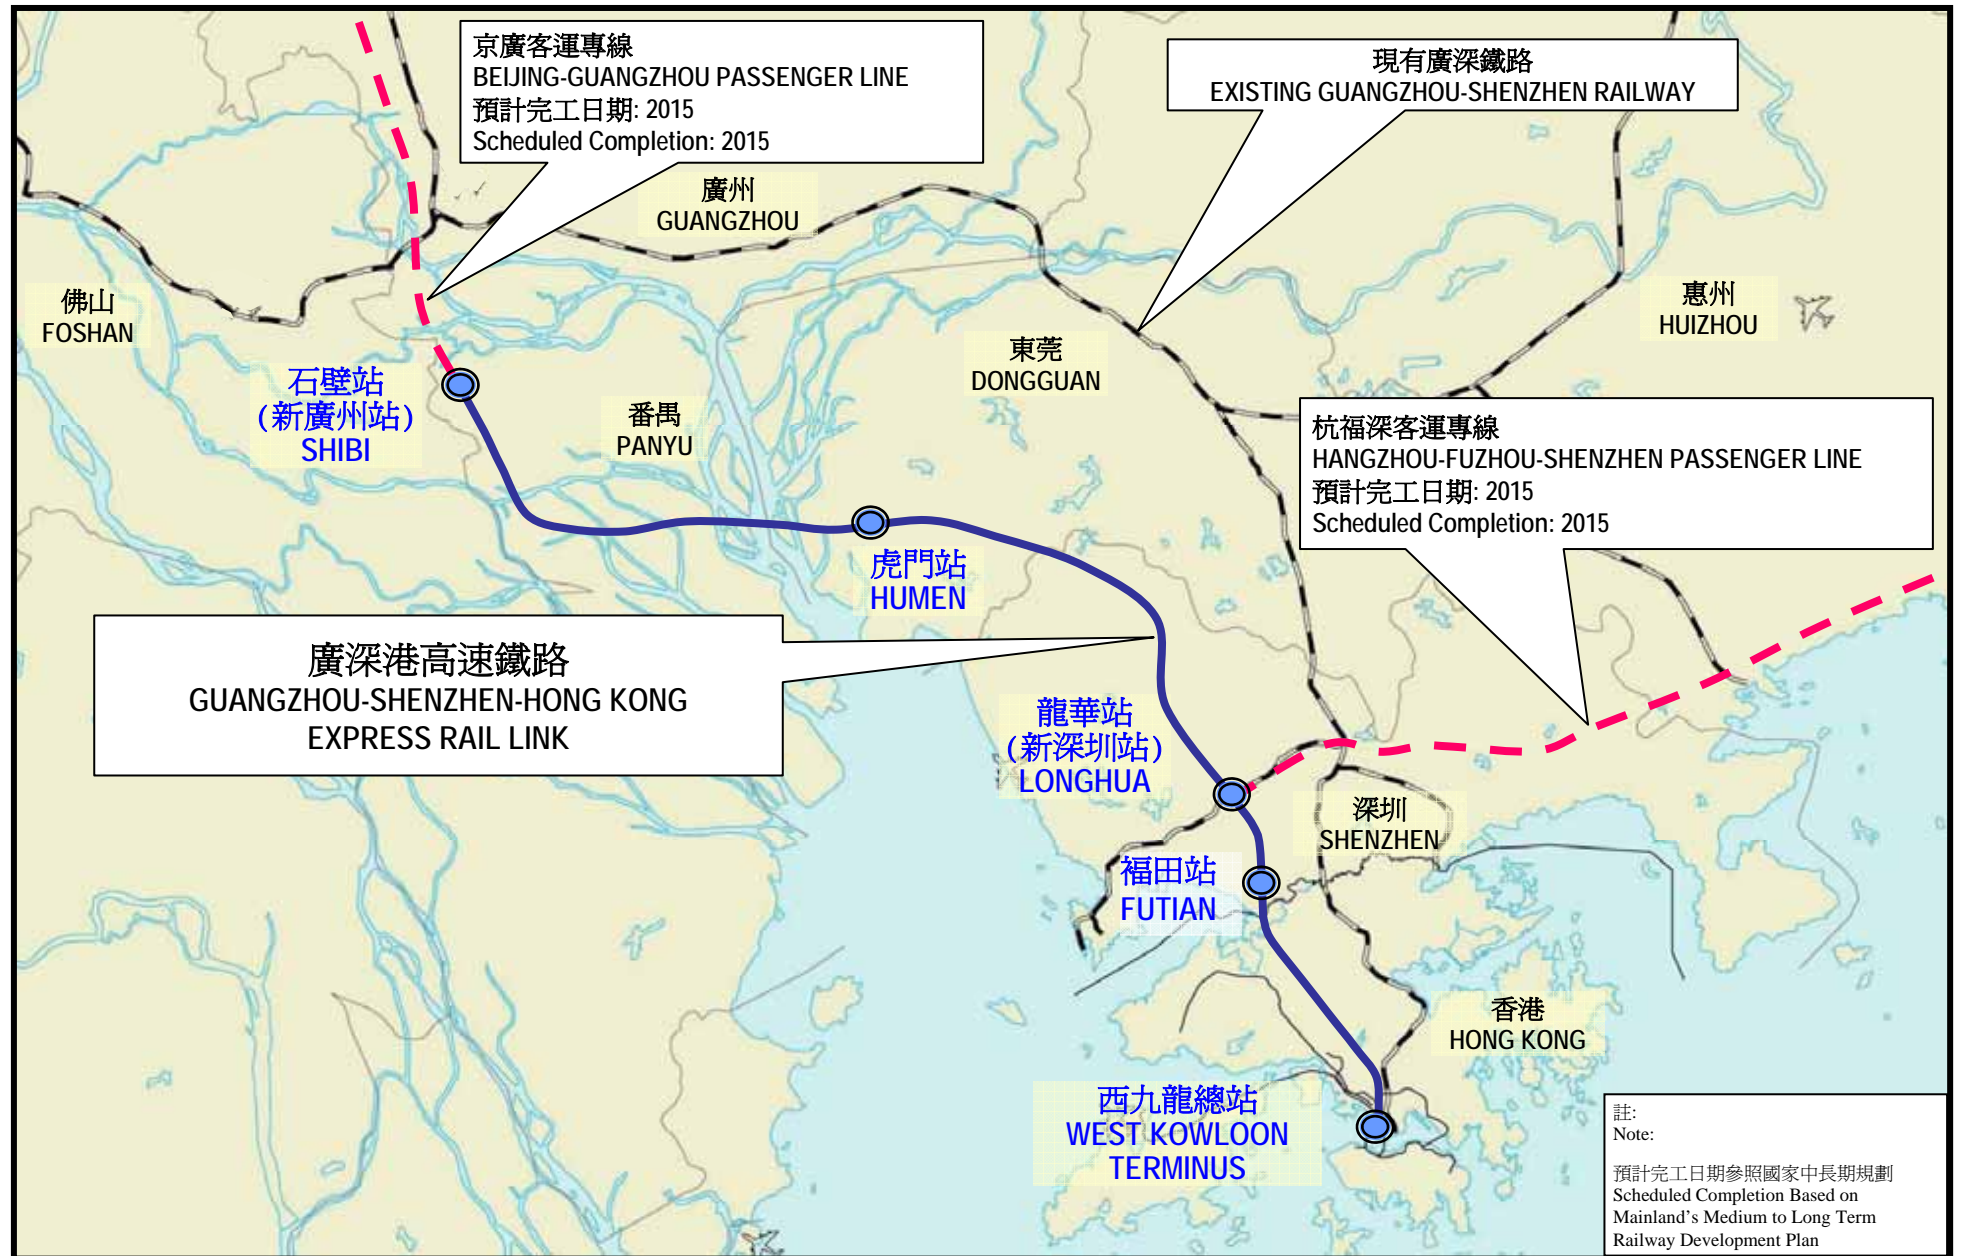 京廣客運專線
BEIJING-GUANGZHOU PASSENGER LINE
預計完工日期: 2015
Scheduled Completion: 2015
現有廣深鐵路
EXISTING GUANGZHOU-SHENZHEN RAILWAY
廣州
GUANGZHOU
佛山
FOSHAN
惠州
HUIZHOU
東莞
DONGGUAN
石壁站
(新廣州站)
SHIBI
番禺
PANYU
杭福深客運專線
HANGZHOU-FUZHOU-SHENZHEN PASSENGER LINE
預計完工日期: 2015
Scheduled Completion: 2015
虎門站
HUMEN
廣深港高速鐵路
GUANGZHOU-SHENZHEN-HONG KONG
EXPRESS RAIL LINK
龍華站
(新深圳站)
LONGHUA
深圳
SHENZHEN
福田站
FUTIAN
香港
HONG KONG
西九龍總站
WEST KOWLOON
TERMINUS
註:
Note:
預計完工日期參照國家中長期規劃
Scheduled Completion Based on
Mainland's Medium to Long Term
Railway Development Plan